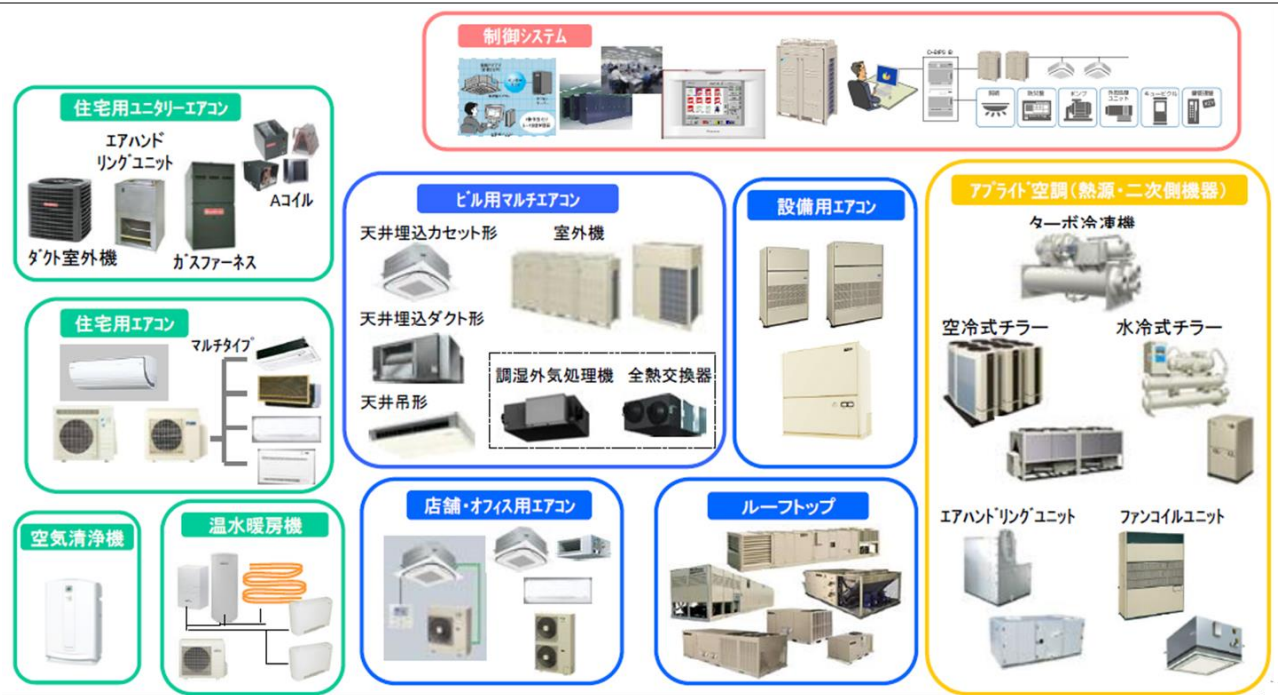 制御システム
住宅用ﾕﾆﾀﾘｰｴｱｺﾝ
エアハンド
リングユニット
Aコイル
ﾀﾞｸﾄ室外機
ｶﾞｽﾌｧｰﾈｽ
ﾋﾞﾙ用ﾏﾙﾁｴｱｺﾝ
天井埋込カセット形
室外機
天井埋込ダクト形
調湿外気処理機
全熱交換器
天井吊形
設備用ｴｱｺﾝ
ｱﾌﾟﾗｲﾄﾞ空調(熱源・二次側機器)
ターボ冷凍機
空冷式チラー
水冷式チラー
ｴｱﾊﾝﾄﾞﾘﾝｸﾞﾕﾆｯﾄ
ﾌｧﾝｺｲﾙﾕﾆｯﾄ
住宅用ｴｱｺﾝ
ﾏﾙﾁﾀｲﾌﾟ
空気清浄機
温水暖房機
店舗・ｵﾌｨｽ用ｴｱｺﾝ
ルーフトップ